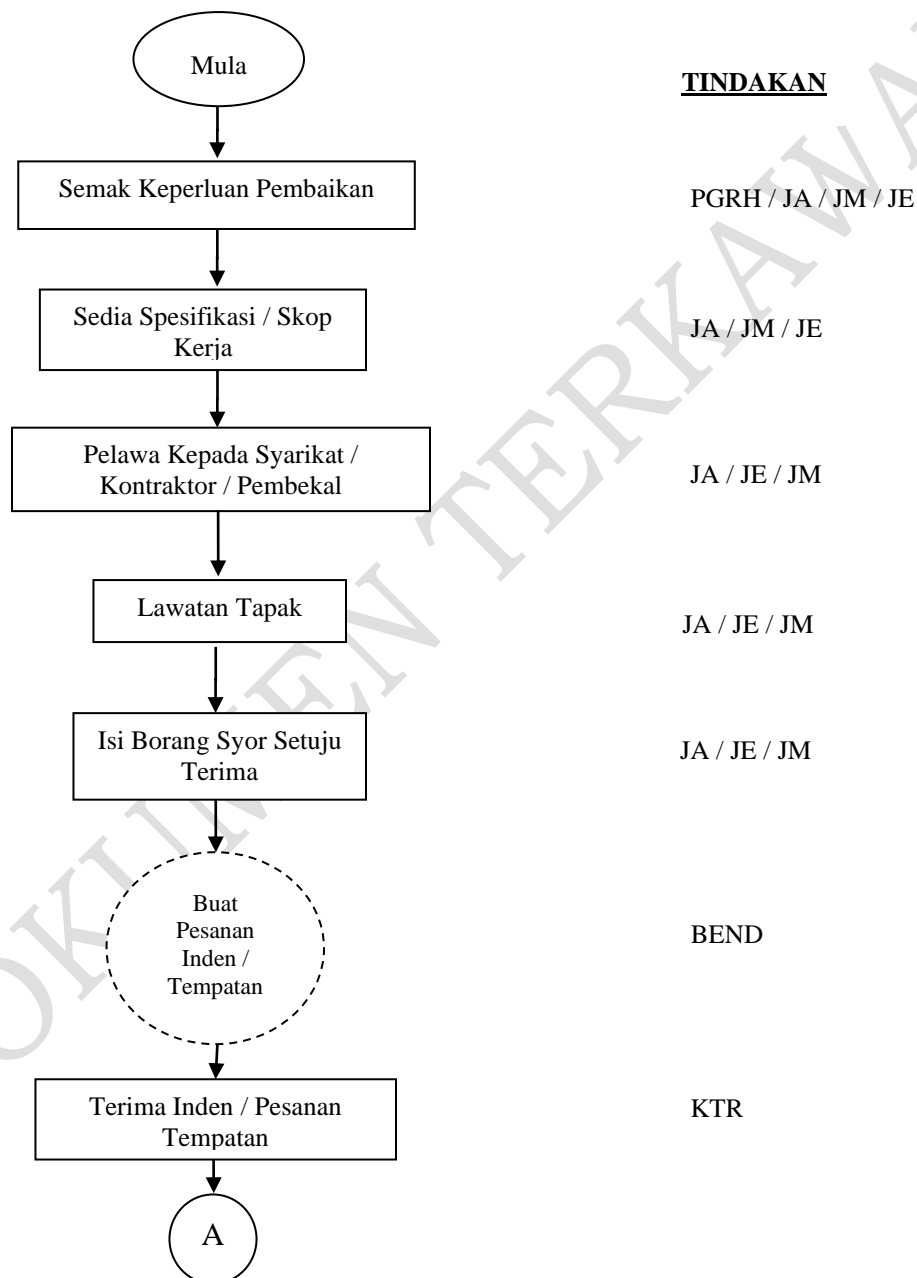 Mula
TINDAKAN
Semak Keperluan Pembaikan
PGRH / JA / JM / JE
Sedia Spesifikasi / Skop
Kerja
JA / JM / JE
Pelawa Kepada Syarikat /
Kontraktor / Pembekal
JA / JE / JM
Lawatan Tapak
JA / JE / JM
Isi Borang Syor Setuju
Terima
JA / JE / JM
Buat
Pesanan
Inden /
Tempatan
BEND
Terima Inden / Pesanan
Tempatan
KTR
A
OKUMEN TERKAWA